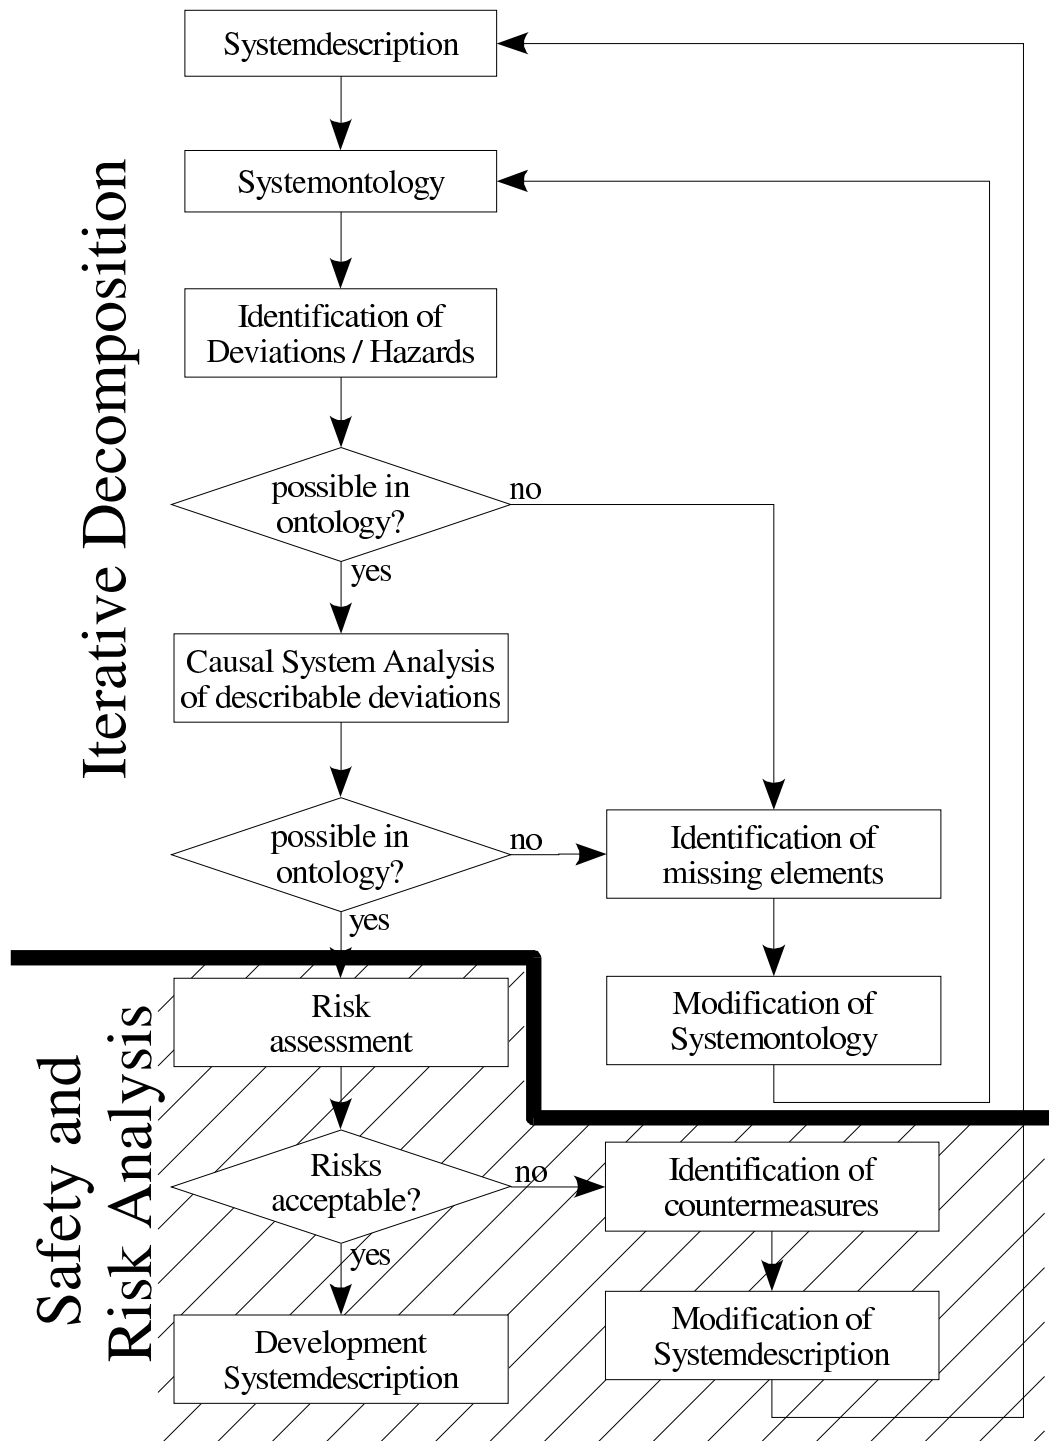 Systemdescription
Systemontology
Identification of
Deviations / Hazards
possible in
ontology?
no
yes
Causal System Analysis
of describable deviations
possible in
ontology?
no
yes
Identification of
missing elements
Modification of
Systemontology
Iterative Decomposition
Risk
assessment
Risks
acceptable?
no
yes
Identification of
countermeasures
Development
Systemdescription
Modification of
Systemdescription
Safety and
Risk Analysis